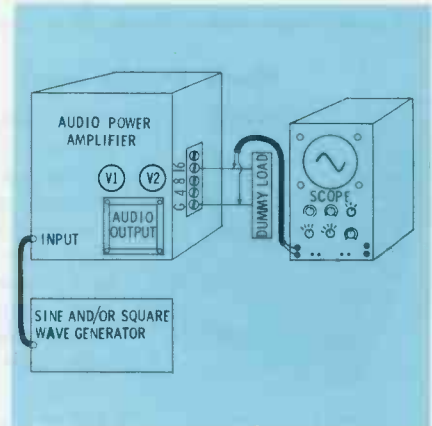 AUDIO POWER
AMPLIFIER
V1 V2
G 4 8 16
AUDIO
OUTPUT
INPUT
DUMMY LOAD
SCOPE
SINE AND/OR SQUARE
WAVE GENERATOR